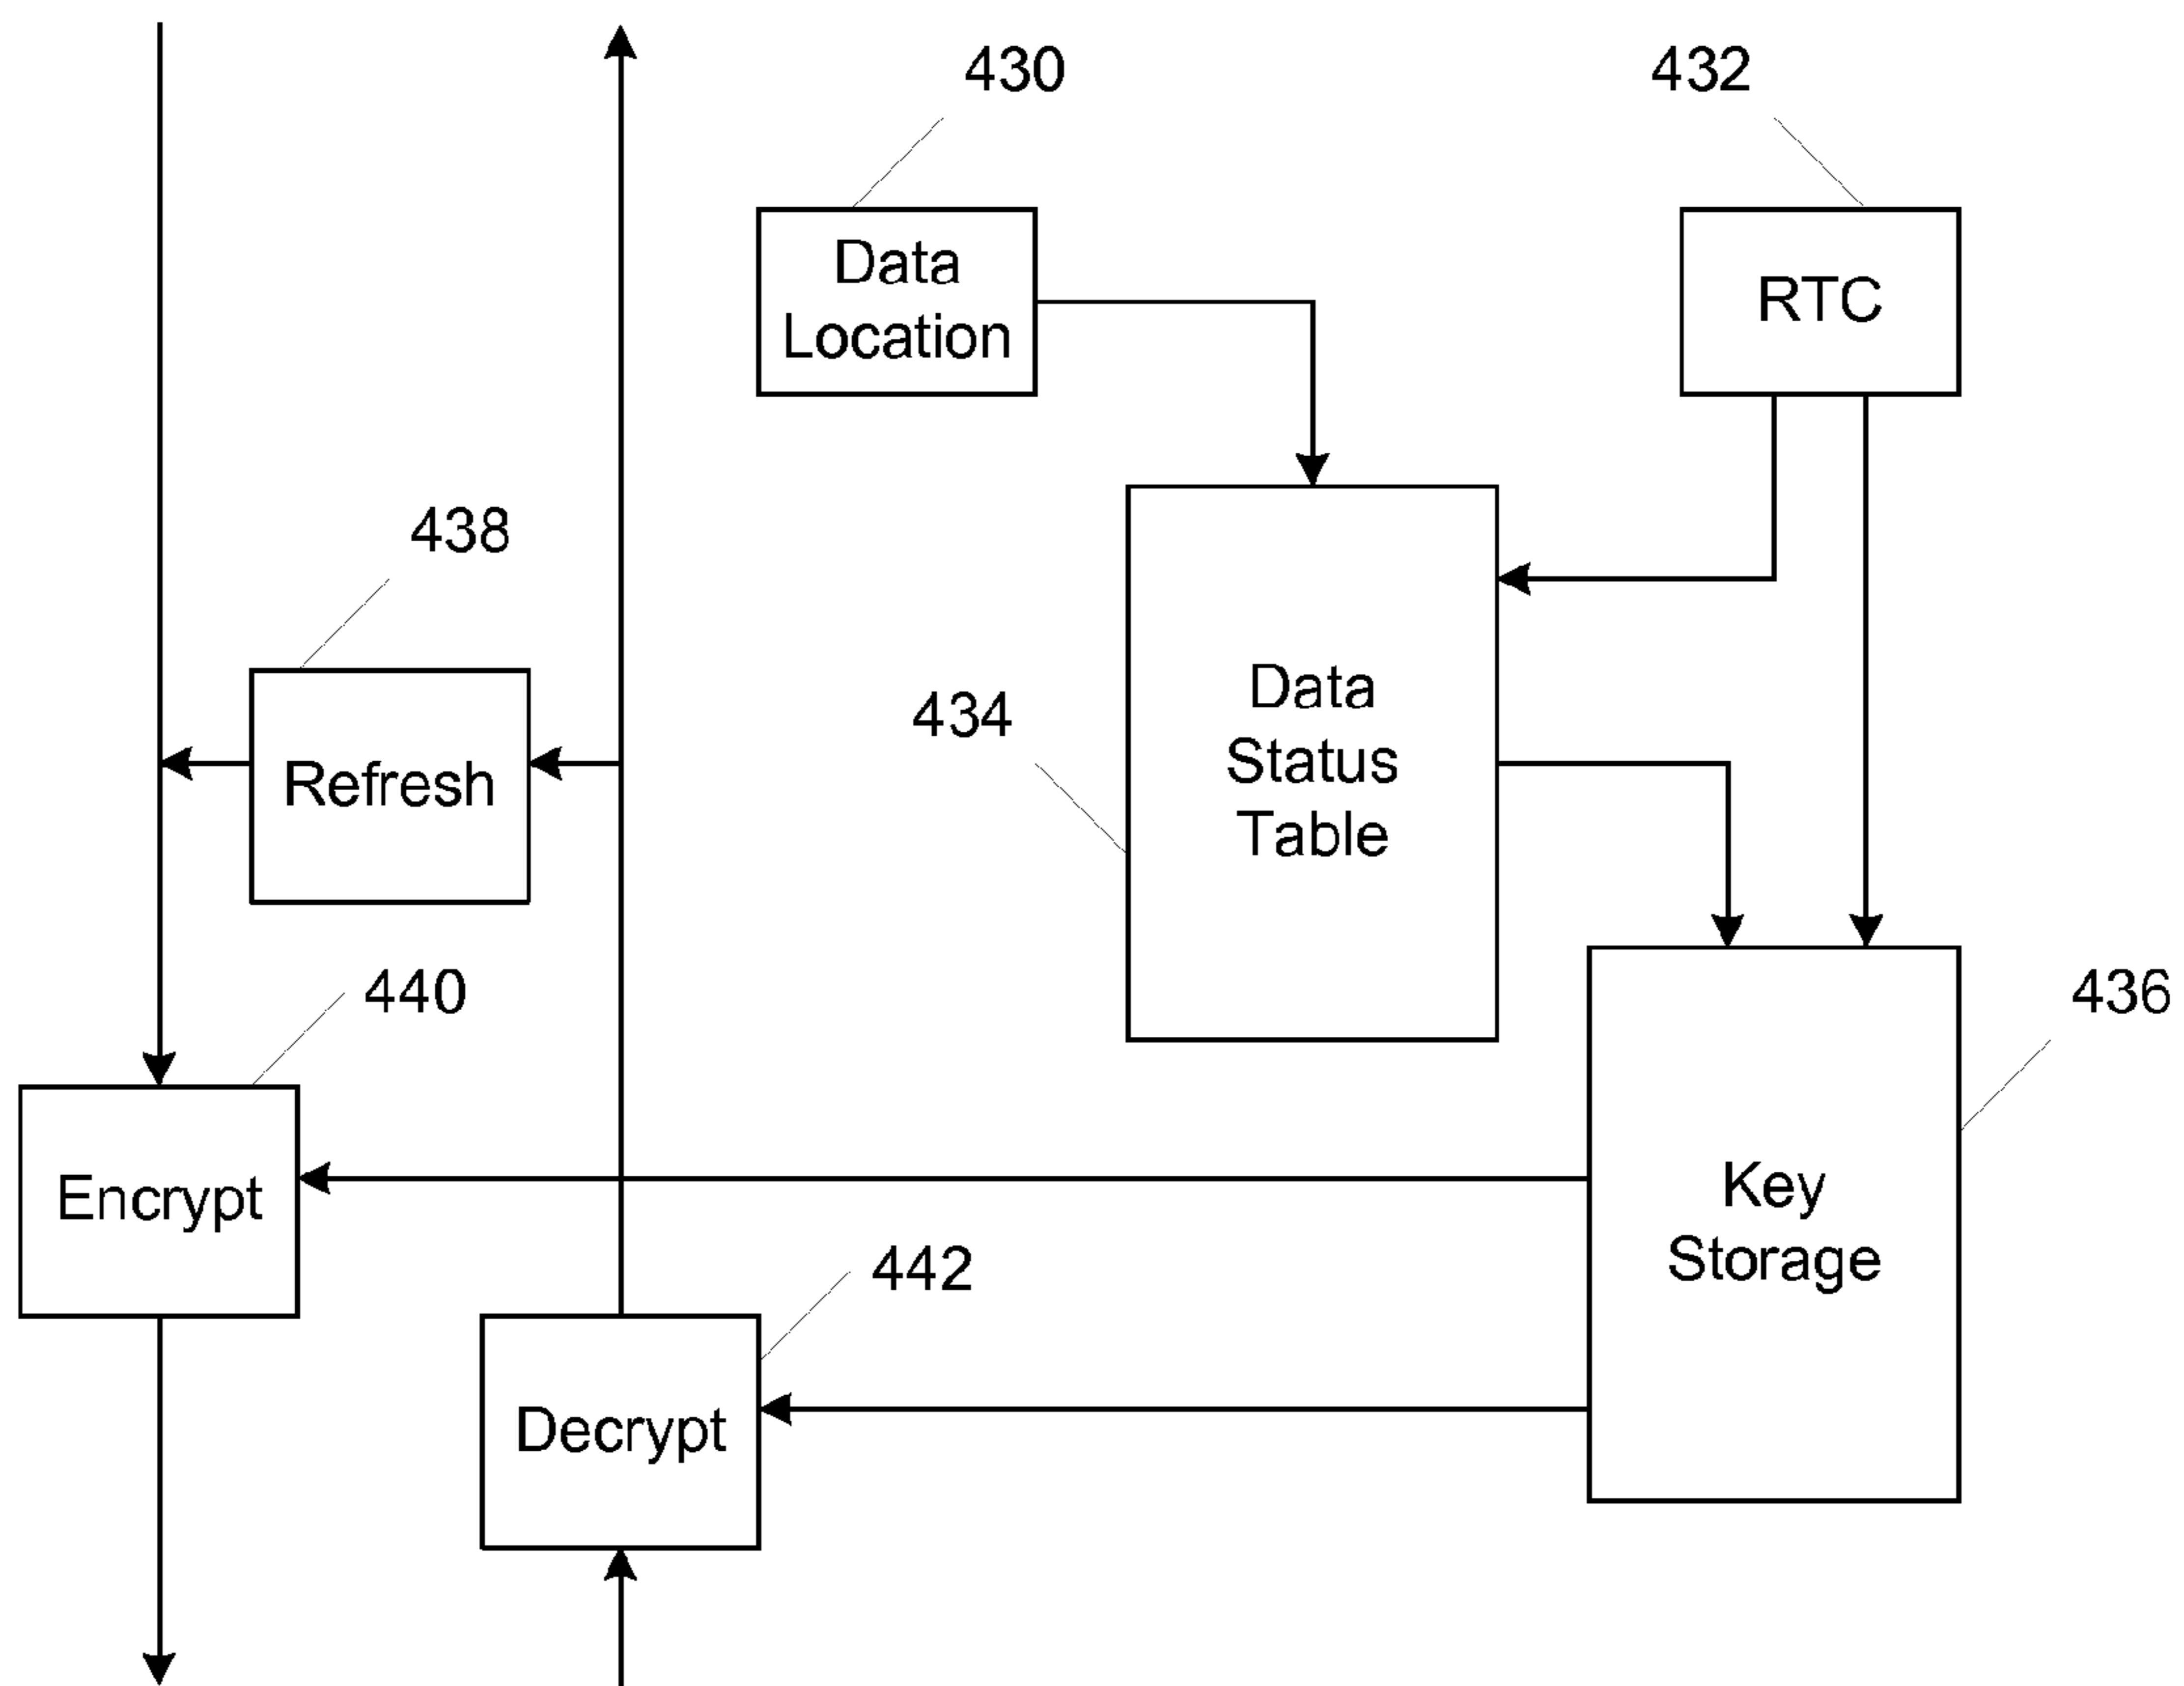 430
432
Data
Location
RTC
438
434
Data
Status
Table
Refresh
440
436
Encrypt
Key
Storage
442
Decrypt